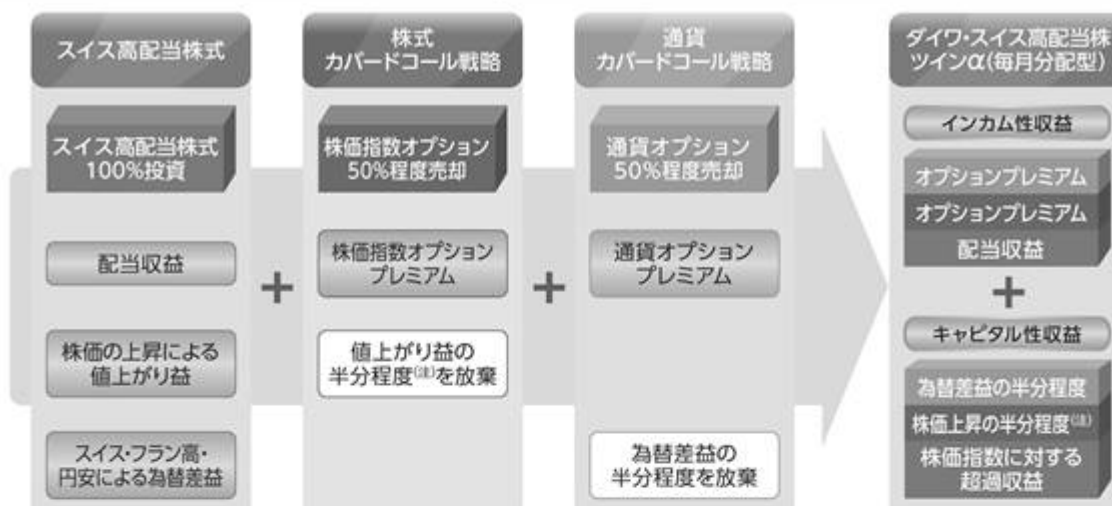 スイス高配当株式
スイス高配当株式
100%投資
配当収益
株価の上昇による
値上がり益
スイス・フラン高・
円安による為替差益
+
株式
カバードコール戦略
株価指数オプション
50%程度売却
株価指数オプション
プレミアム
値上がり益の
半分程度(注)を放棄
+
通貨
カバードコール戦略
通貨オプション
50%程度売却
通貨オプション
プレミアム
為替差益の
半分程度を放棄
ダイワ・スイス高配当株
ツインα(毎月分配型)
インカム性収益
オプションプレミアム
オプションプレミアム
配当収益
+
キャピタル性収益
為替差益の半分程度
株価上昇の半分程度(注)
株価指数に対する
超過収益